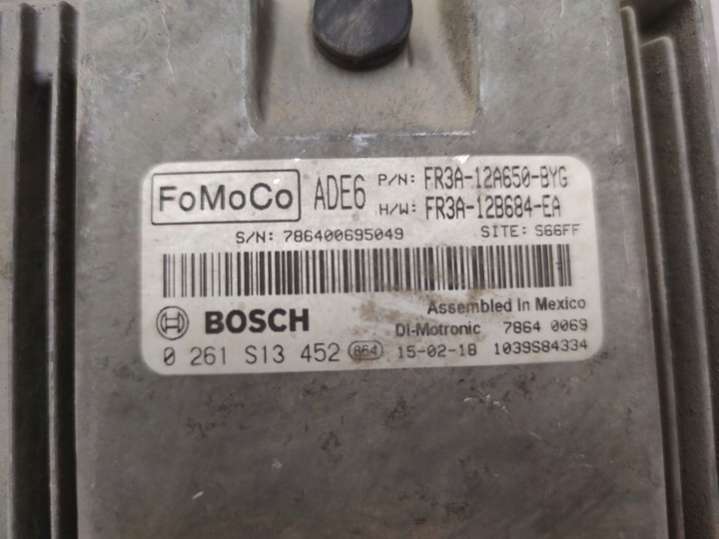 FoMoCo ADE6 P/N: FR3A-12A650-BYG
H/W: FR3A-12B684-EA
S/N: 786400695049 SITE: S66FF
Assembled In Mexico
BOSCH DI-Motronic 7864 0069
0 261 S13 452 864 15-02-18 1039S84334